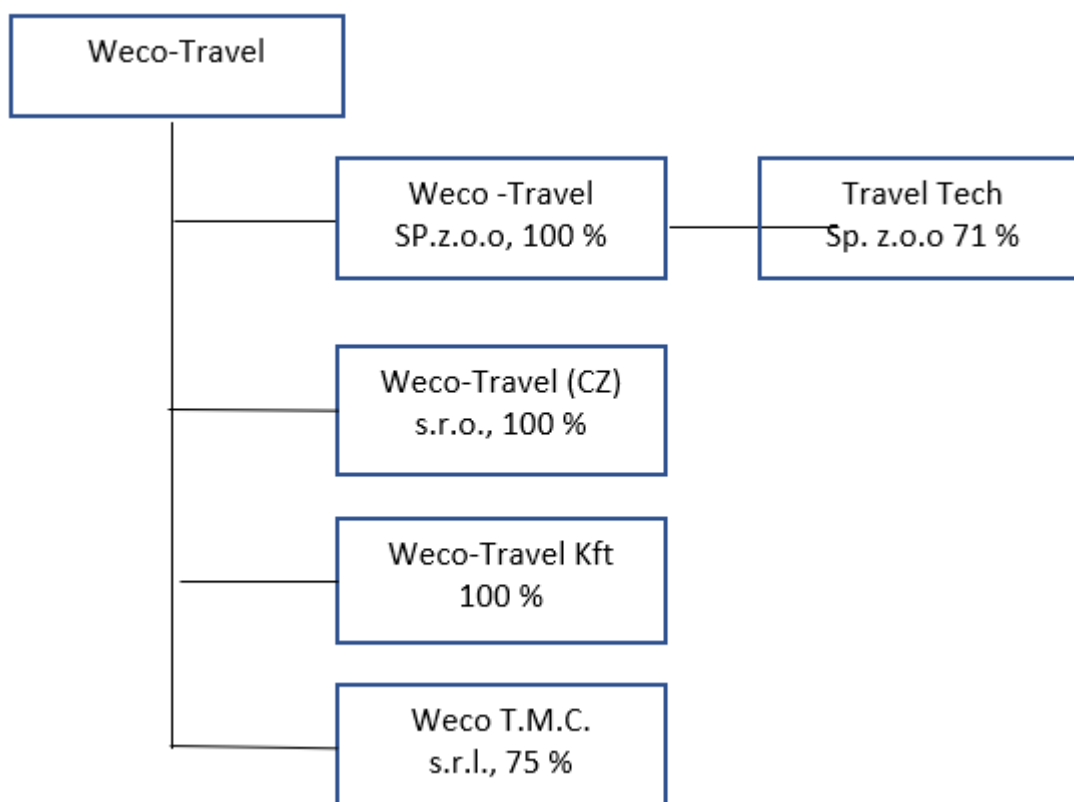 Weco-Travel
Weco -Travel
SP.z.o.o, 100 %
Travel Tech
Sp. z.o.o 71 %
Weco-Travel (CZ)
s.r.o., 100 %
Weco-Travel Kft
100 %
Weco T.M.C.
s.r.l., 75 %